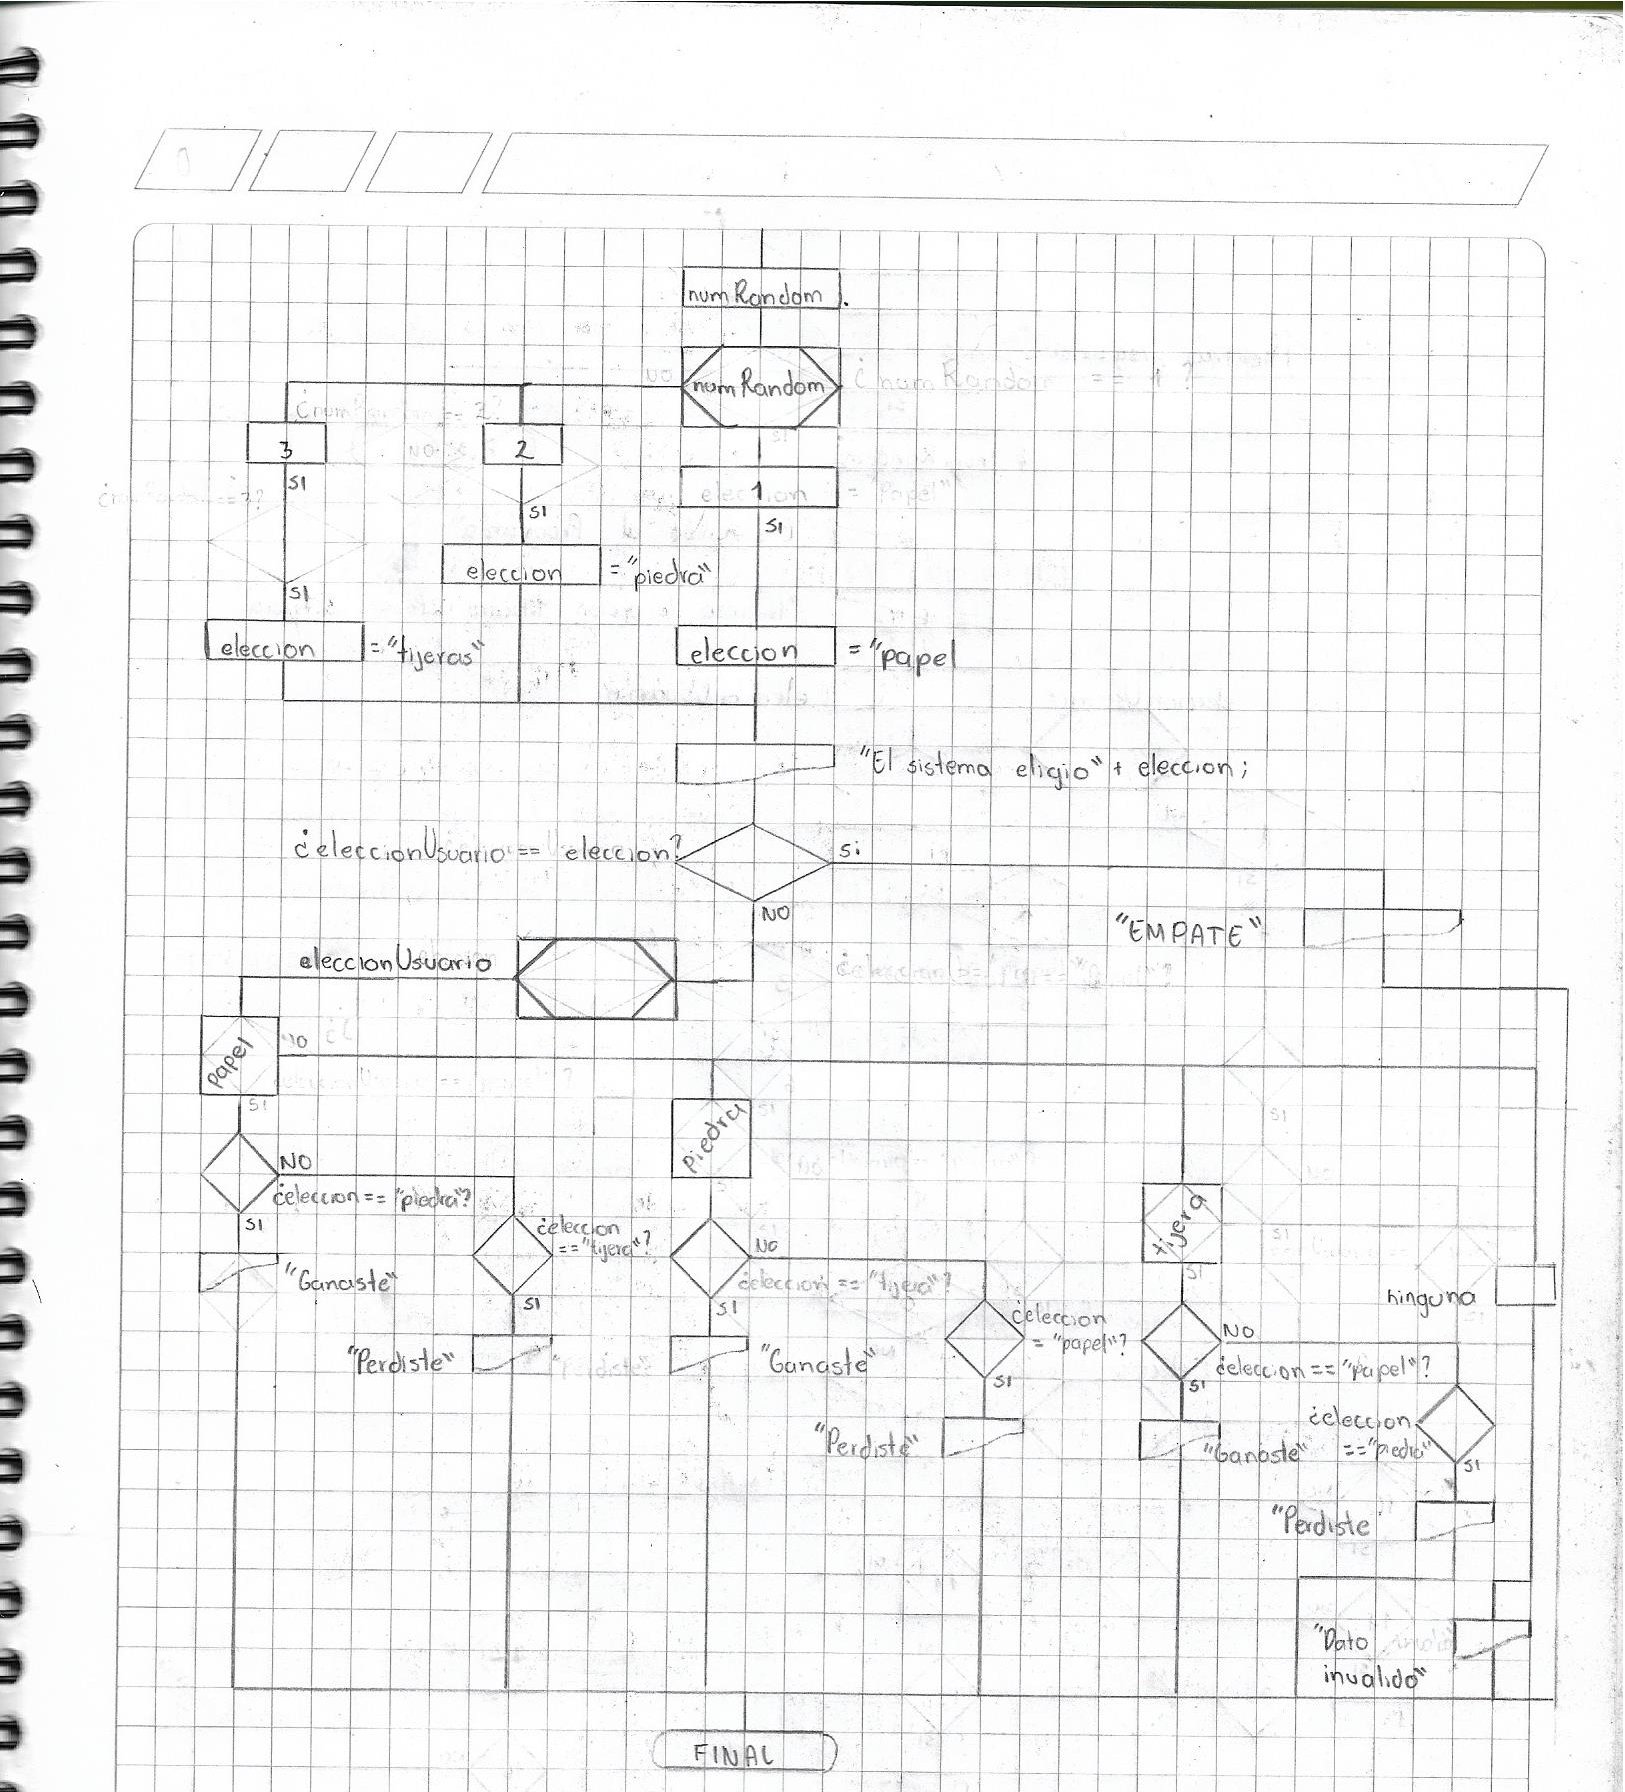 numRandom
numRandom
3
2
1
SI
SI
SI
eleccion = "piedra"
SI
eleccion = "tijeras"
eleccion = "papel
"El sistema eligio" + eleccion;
¿eleccionUsuario == eleccion?
Si
NO
"EMPATE"
eleccionUsuario
Papel
NO
SI
Piedra
NO
¿eleccion == "piedra"?
SI
¿eleccion
== "tijera"?
tijera
SI
NO
¿eleccion == "tijera"?
"Ganaste"
SI
SI
ninguna
¿eleccion
= "papel"?
NO
"Perdiste"
"Ganaste"
¿eleccion == "papel"?
SI
SI
¿eleccion
== "piedra"
"Perdiste"
"Ganaste"
SI
"Perdiste
"Dato
invalido"
FINAL